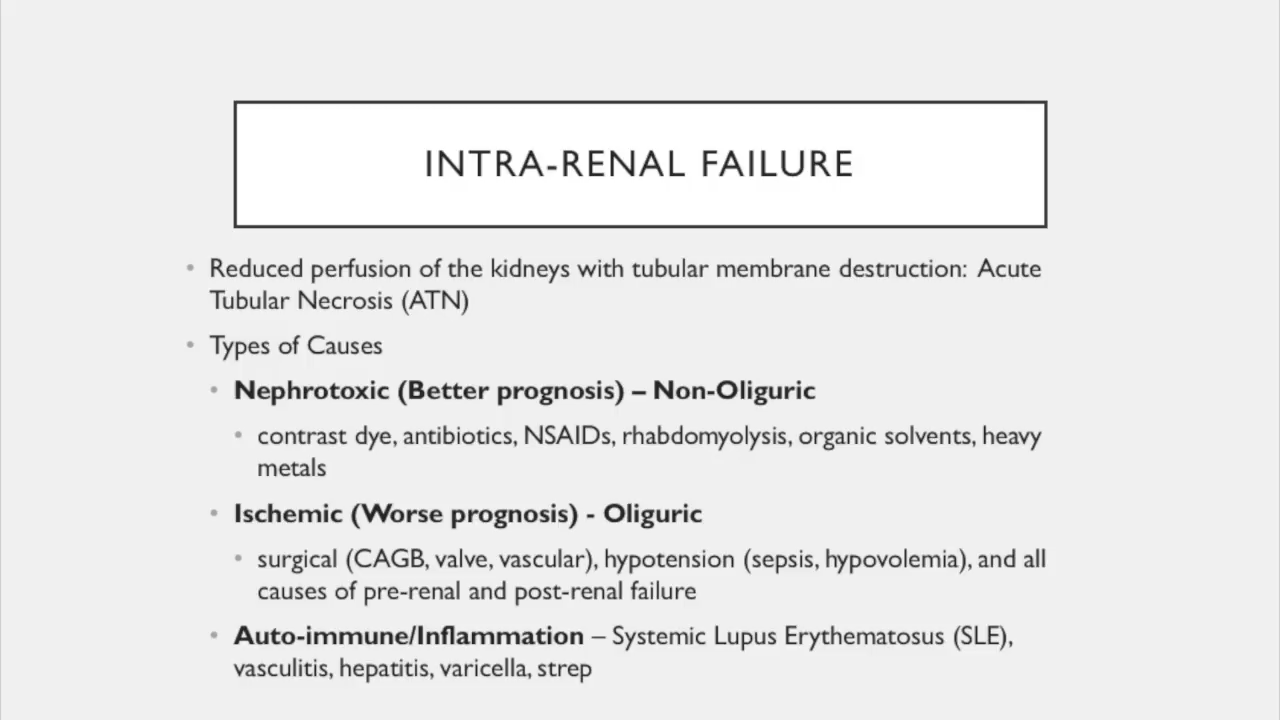 INTRA-RENAL FAILURE
• Reduced perfusion of the kidneys with tubular membrane destruction: Acute
Tubular Necrosis (ATN)
• Types of Causes
• Nephrotoxic (Better prognosis) – Non-Oliguric
• contrast dye, antibiotics, NSAIDs, rhabdomyolysis, organic solvents, heavy
metals
• Ischemic (Worse prognosis) - Oliguric
• surgical (CAGB, valve, vascular), hypotension (sepsis, hypovolemia), and all
causes of pre-renal and post-renal failure
• Auto-immune/Inflammation – Systemic Lupus Erythematosus (SLE),
vasculitis, hepatitis, varicella, strep